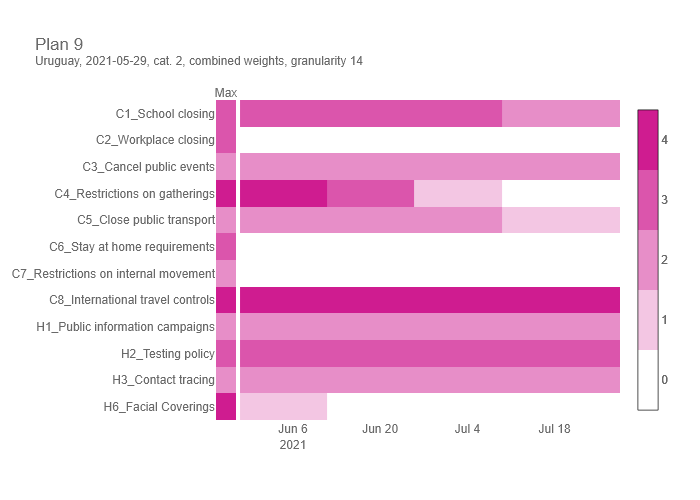 Plan 9
Uruguay, 2021-05-29, cat. 2, combined weights, granularity 14
Max
C1_School closing
C2_Workplace closing
C3_Cancel public events
C4_Restrictions on gatherings
C5_Close public transport
C6_Stay at home requirements
C7_Restrictions on internal movement
C8_International travel controls
H1_Public information campaigns
H2_Testing policy
H3_Contact tracing
H6_Facial Coverings
Jun 6
2021
Jun 20
Jul 4
Jul 18
4
3
2
1
0